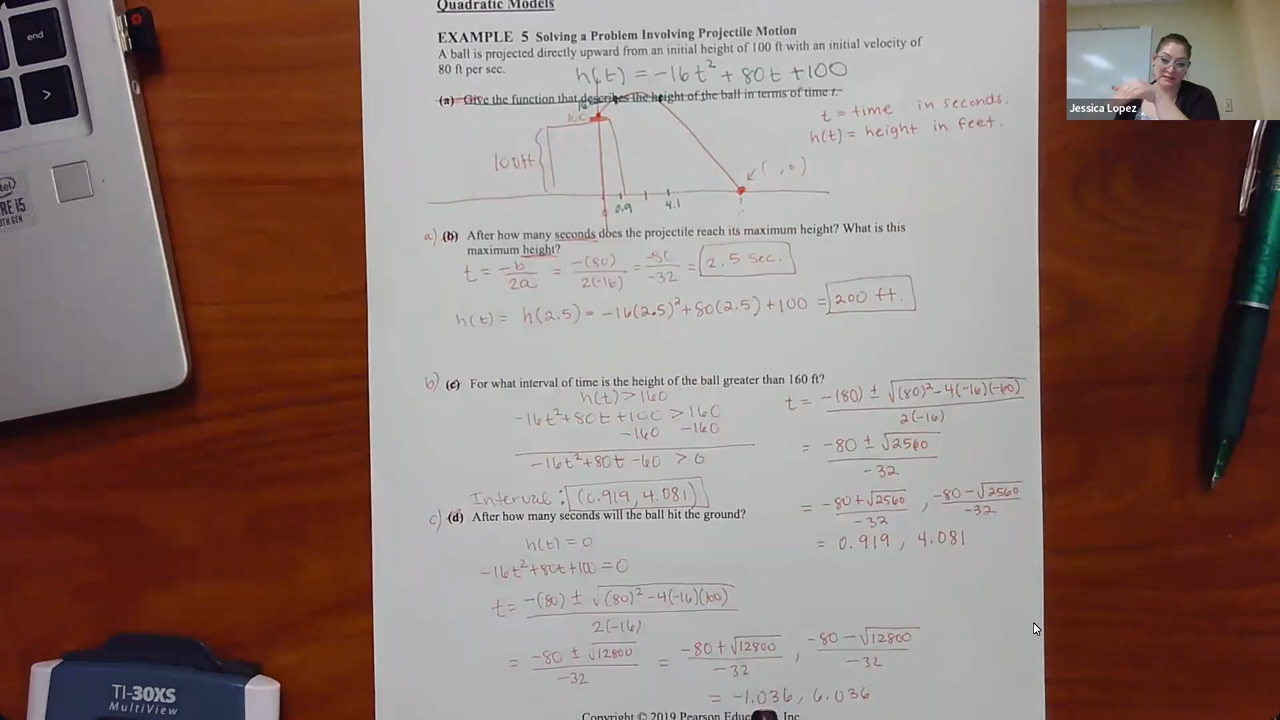 Quadratic Models
EXAMPLE 5 Solving a Problem Involving Projectile Motion
A ball is projected directly upward from an initial height of 100 ft with an initial velocity of
80 ft per sec.
h(t) = -16t² + 80t + 100
(a) Give the function that describes the height of the ball in terms of time t.
t = time in seconds.
h(t) = height in feet.
100
100ft
( , 0)
0.9
4.1
a) (b) After how many seconds does the projectile reach its maximum height? What is this
maximum height?
t = -b/2a = -(80)/2(-16) = -80/-32 = 2.5 sec.
h(t) = h(2.5) = -16(2.5)² + 80(2.5) + 100 = 200 ft.
b) (c) For what interval of time is the height of the ball greater than 160 ft?
h(t) > 160
-16t² + 80t + 100 > 160
-160 -160
-16t² + 80t - 60 > 0
Interval: (0.919, 4.081)
t = -(80) ± √(80)² - 4(-16)(-60) / 2(-16)
= -80 ± √2560 / -32
= -80 + √2560 / -32 , -80 - √2560 / -32
= 0.919 , 4.081
c) (d) After how many seconds will the ball hit the ground?
h(t) = 0
-16t² + 80t + 100 = 0
t = -(80) ± √(80)² - 4(-16)(100) / 2(-16)
= -80 ± √12800 / -32 = -80 + √12800 / -32 , -80 - √12800 / -32
= -1.036, 6.036
Copyright © 2019 Pearson Inc
Jessica Lopez
end
>
CORE i5
TI-30XS
MultiView